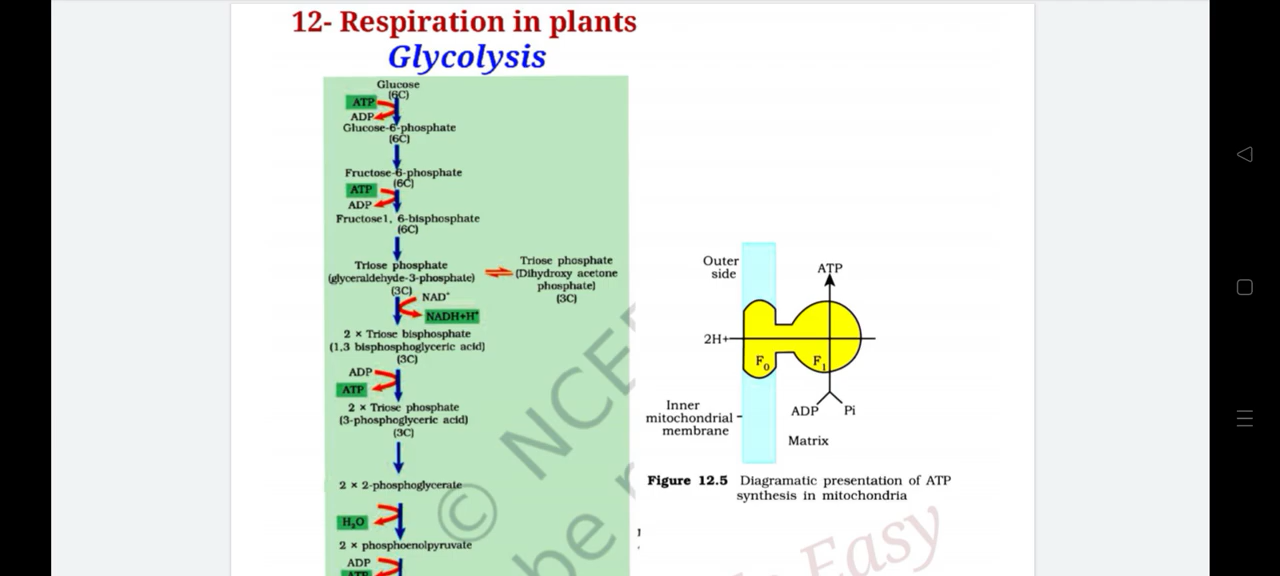 12- Respiration in plants
Glycolysis
Glucose
(6C)
ATP
ADP
Glucose-6-phosphate
(6C)
Fructose-6-phosphate
(6C)
ATP
ADP
Fructose1, 6-bisphosphate
(6C)
Triose phosphate
(glyceraldehyde-3-phosphate)
(3C)
Triose phosphate
(Dihydroxy acetone
phosphate)
(3C)
NAD⁺
NADH+H⁺
2 × Triose bisphosphate
(1,3 bisphosphoglyceric acid)
(3C)
ADP
ATP
2 × Triose phosphate
(3-phosphoglyceric acid)
(3C)
2 × 2-phosphoglycerate
H₂O
2 × phosphoenolpyruvate
ADP
ATP
© NCE
be
Outer
side
ATP
2H+
F₀
F₁
ADP
Pi
Inner
mitochondrial
membrane
Matrix
Figure 12.5 Diagramatic presentation of ATP
synthesis in mitochondria
Easy